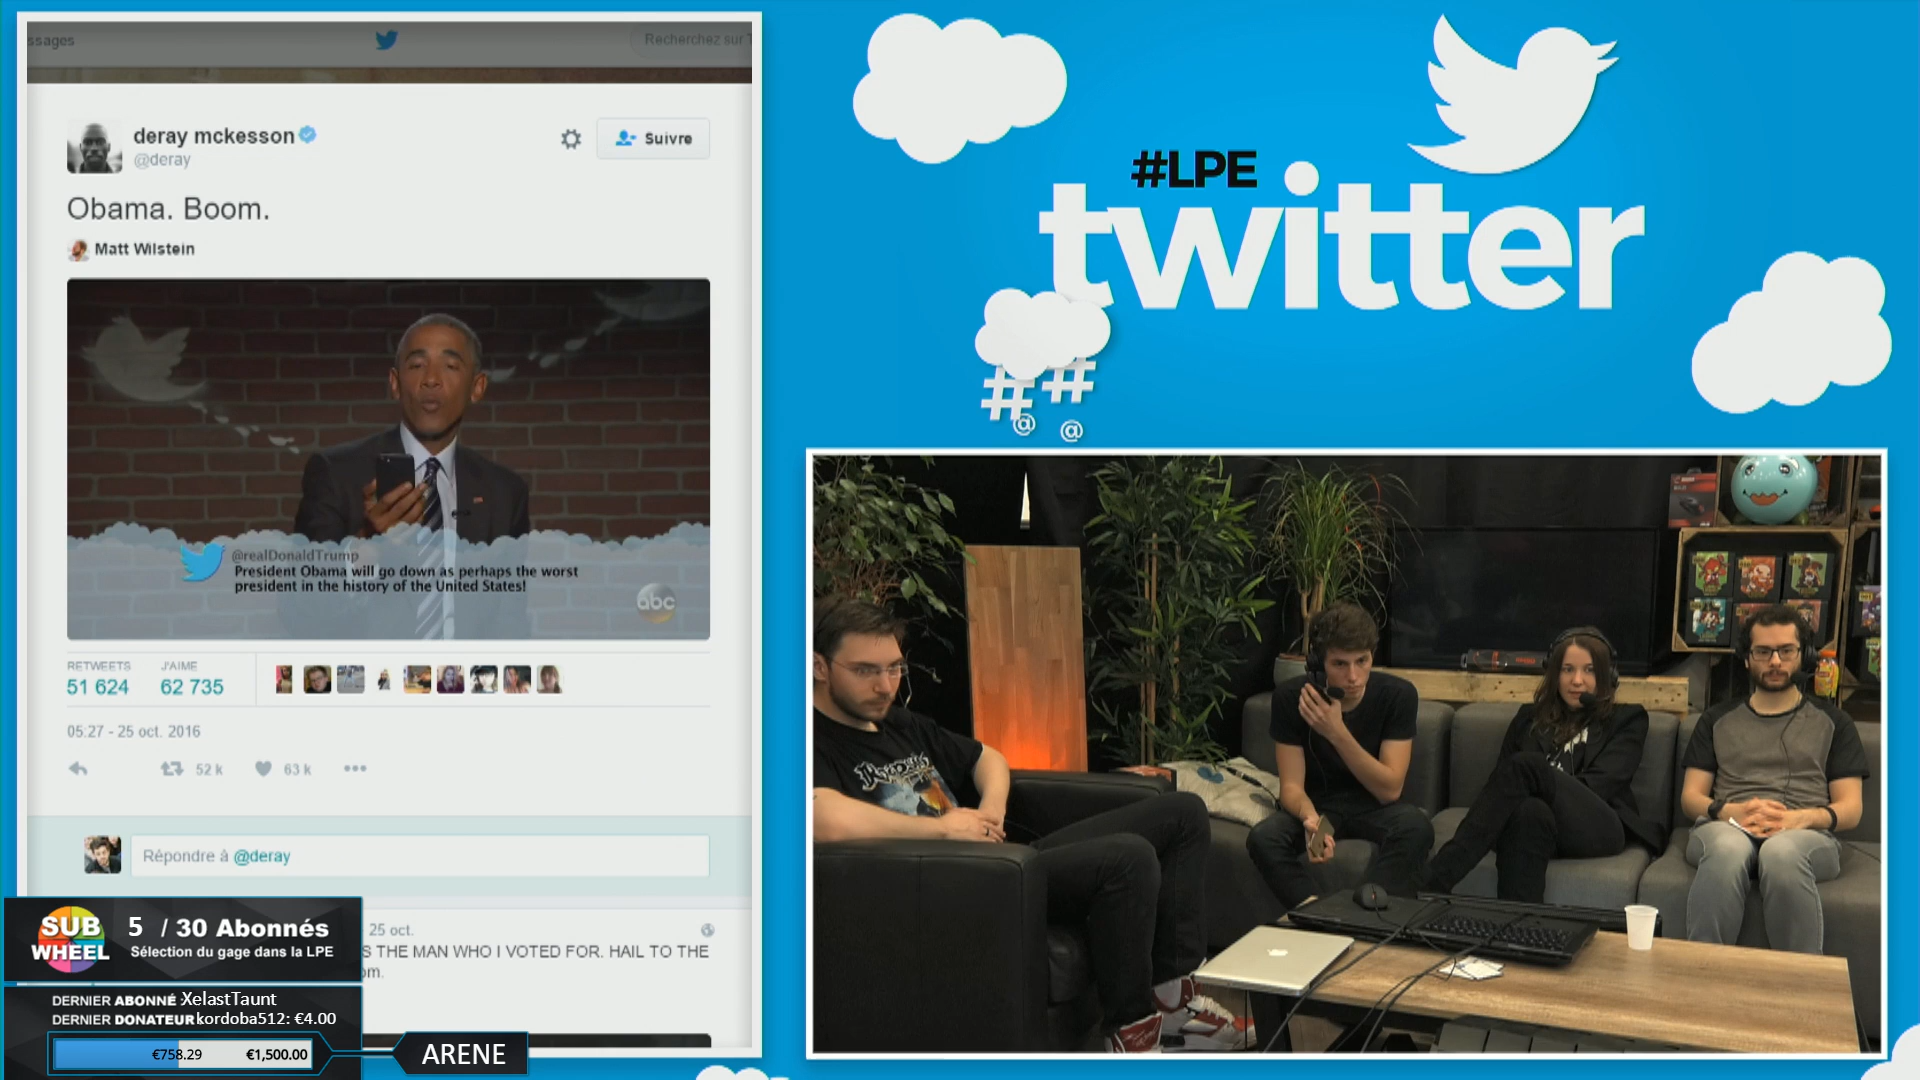 ssages
Recherchez sur T
deray mckesson
@deray
Suivre
Obama. Boom.
Matt Wilstein
@realDonaldTrump
President Obama will go down as perhaps the worst
president in the history of the United States!
abc
RETWEETS
J'AIME
51 624
62 735
05:27 - 25 oct. 2016
52 k
63 k
•••
Répondre à @deray
25 oct.
S THE MAN WHO I VOTED FOR. HAIL TO THE
om.
SUB
WHEEL
5 / 30 Abonnés
Sélection du gage dans la LPE
DERNIER ABONNÉ XelastTaunt
DERNIER DONATEUR kordoba512: €4.00
€758.29
€1,500.00
ARENE
#LPE
twitter
# #
@ @